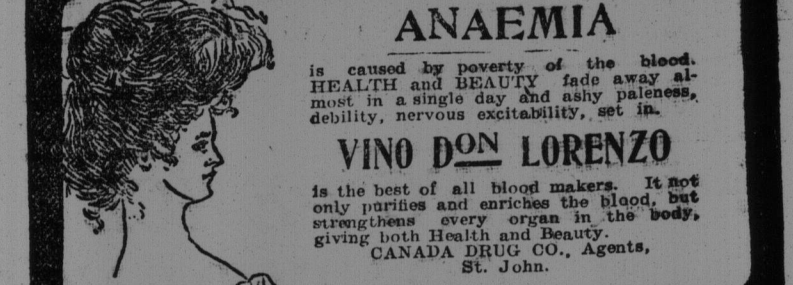 ANAEMIA
is caused by poverty of the blood.
HEALTH and BEAUTY fade away al-
most in a single day and ashy paleness,
debility, nervous excitability, set in.
VINO DON LORENZO
is the best of all blood makers. It not
only purifies and enriches the blood, but
strengthens every organ in the body,
giving both Health and Beauty.
CANADA DRUG CO., Agents,
St. John.